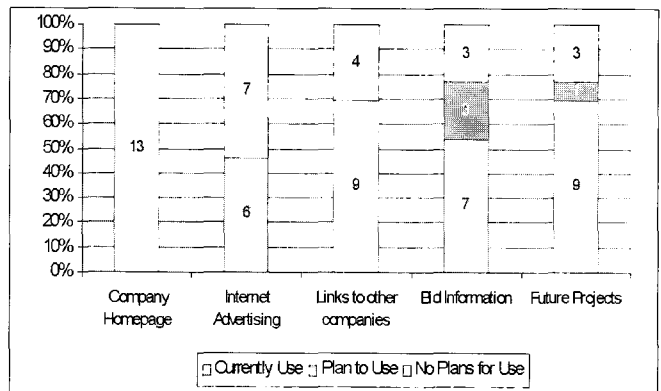 100%
90%
80%
70%
60%
50%
40%
30%
20%
10%
0%
13
7
6
4
9
3
7
3
9
Company Homepage
Internet Advertising
Links to other companies
Bid Information
Future Projects
Currently Use
Plan to Use
No Plans for Use